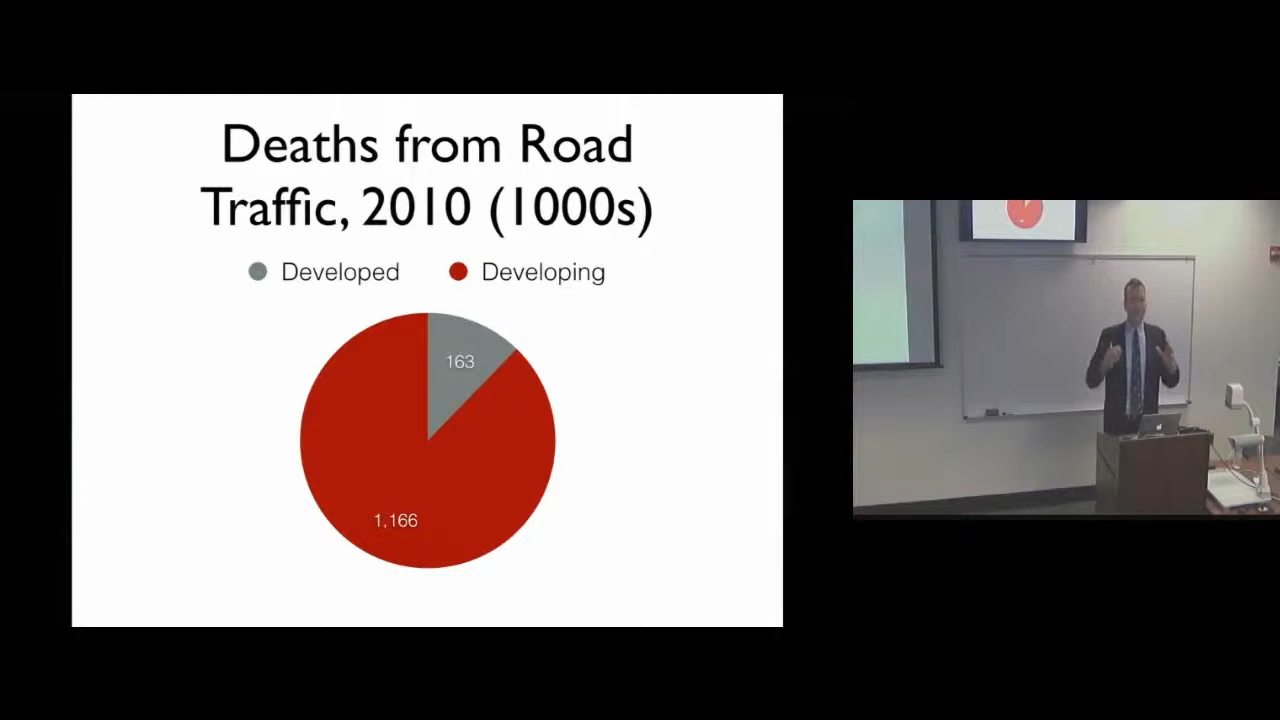 Deaths from Road
Traffic, 2010 (1000s)
Developed Developing
163
1,166